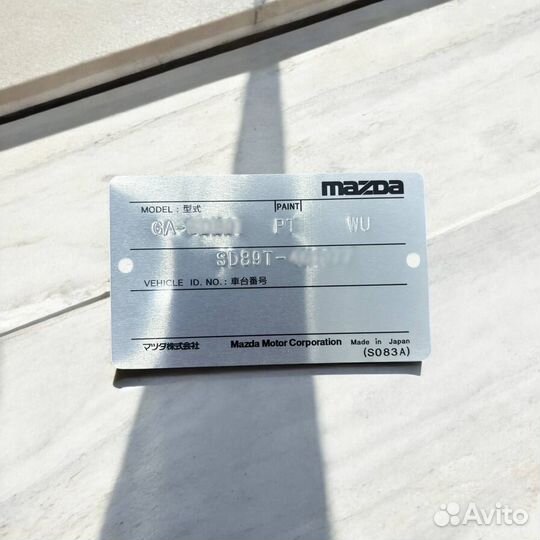 mazda
MODEL : 型式 PAINT
GA- PT WU
SD89T-
VEHICLE ID. NO. : 車台番号
マツダ株式会社 Mazda Motor Corporation Made in Japan
(S083A)
Avito